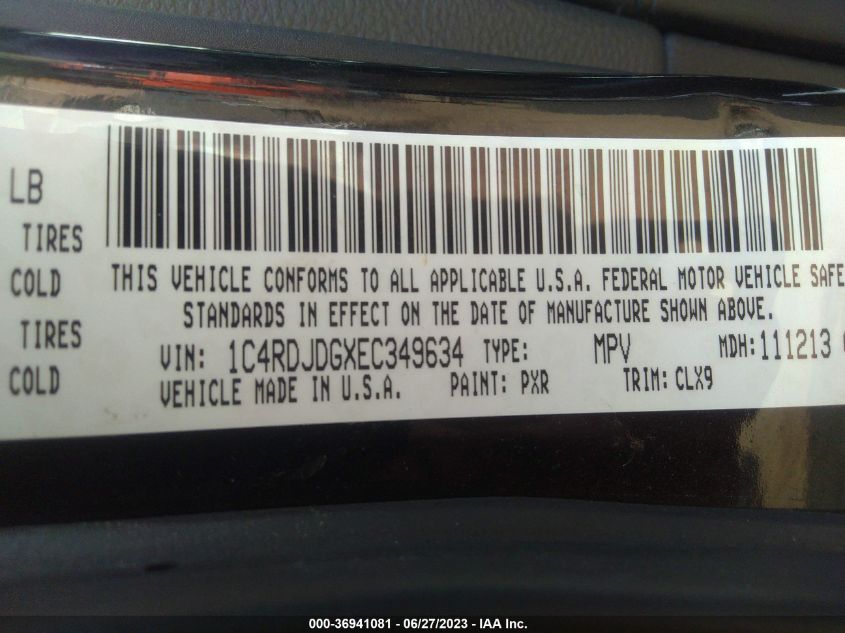 LB
TIRES
COLD
TIRES
COLD
THIS VEHICLE CONFORMS TO ALL APPLICABLE U.S.A. FEDERAL MOTOR VEHICLE SAFE
STANDARDS IN EFFECT ON THE DATE OF MANUFACTURE SHOWN ABOVE.
VIN: 1C4RDJDGXEC349634 TYPE: MPV MDH: 111213
VEHICLE MADE IN U.S.A. PAINT: PXR TRIM: CLX9
000-36941081 - 06/27/2023 - IAA Inc.